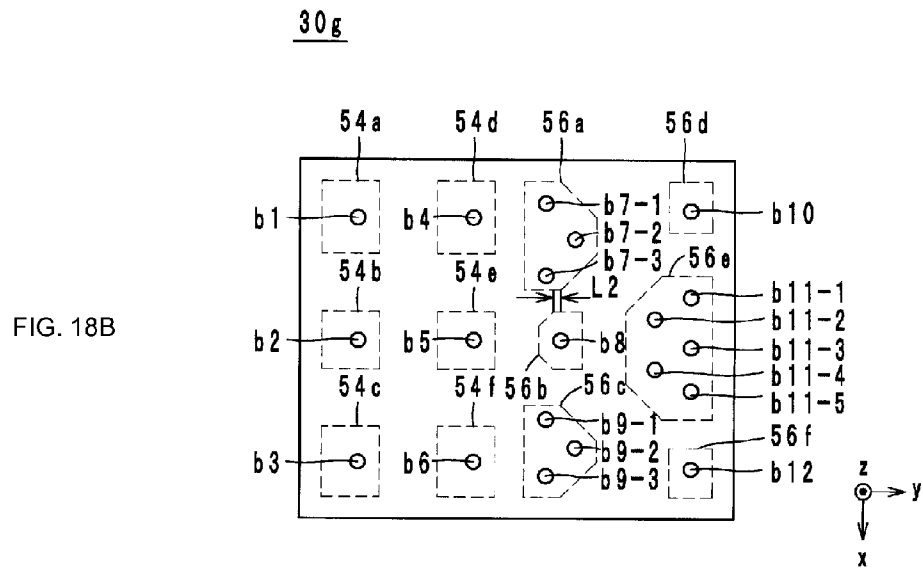 30g
54a 54d 56a 56d
b1 b4 b7-1 b10
b7-2
54b 54e b7-3 56e
L2 b11-1
b11-2
FIG. 18B b2 b5 b8 b11-3
b11-4
54c 54f 56b 56c b11-5
b9-1 56f
b3 b6 b9-2 b12
b9-3
z
y
x